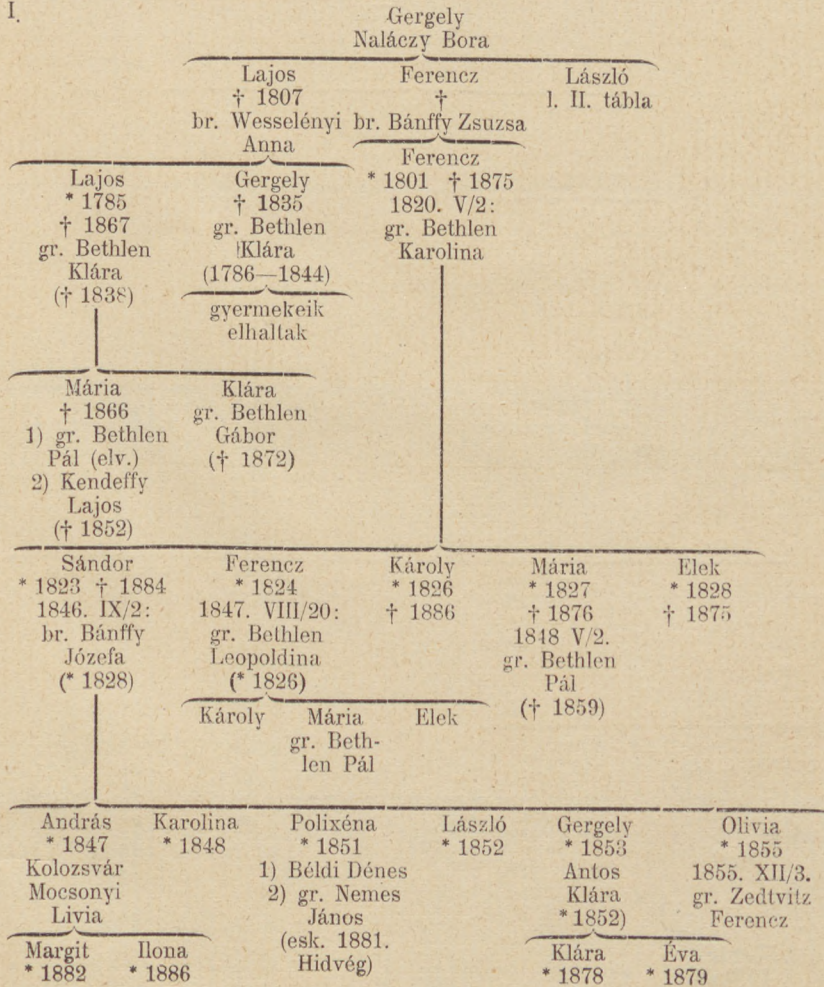 I.
Gergely
Naláczy Bora
Lajos
† 1807
br. Wesselényi
Anna
Ferencz
†
br. Bánffy Zsuzsa
László
l. II. tábla
Lajos
* 1785
† 1867
gr. Bethlen
Klára
(† 1838)
Gergely
† 1835
gr. Bethlen
Klára
(1786—1844)
gyermekeik
elhaltak
Ferencz
* 1801 † 1875
1820. V/2:
gr. Bethlen
Karolina
Mária
† 1866
1) gr. Bethlen
Pál (elv.)
2) Kendeffy
Lajos
(† 1852)
Klára
gr. Bethlen
Gábor
(† 1872)
Sándor
* 1823 † 1884
1846. IX/2:
br. Bánffy
Józefa
(* 1828)
Ferencz
* 1824
1847. VIII/20:
gr. Bethlen
Leopoldina
(* 1826)
Károly
* 1826
† 1886
Mária
* 1827
† 1876
1848 V/2.
gr. Bethlen
Pál
(† 1859)
Elek
* 1828
† 1875
Károly
Mária
gr. Beth-
len Pál
Elek
András
* 1847
Kolozsvár
Mocsonyi
Livia
Karolina
* 1848
Polixéna
* 1851
1) Béldi Dénes
2) gr. Nemes
János
(esk. 1881.
Hidvég)
László
* 1852
Gergely
* 1853
Antos
Klára
* 1852)
Olivia
* 1855
1855. XII/3.
gr. Zedtvitz
Ferencz
Margit
* 1882
Ilona
* 1886
Klára
* 1878
Éva
* 1879